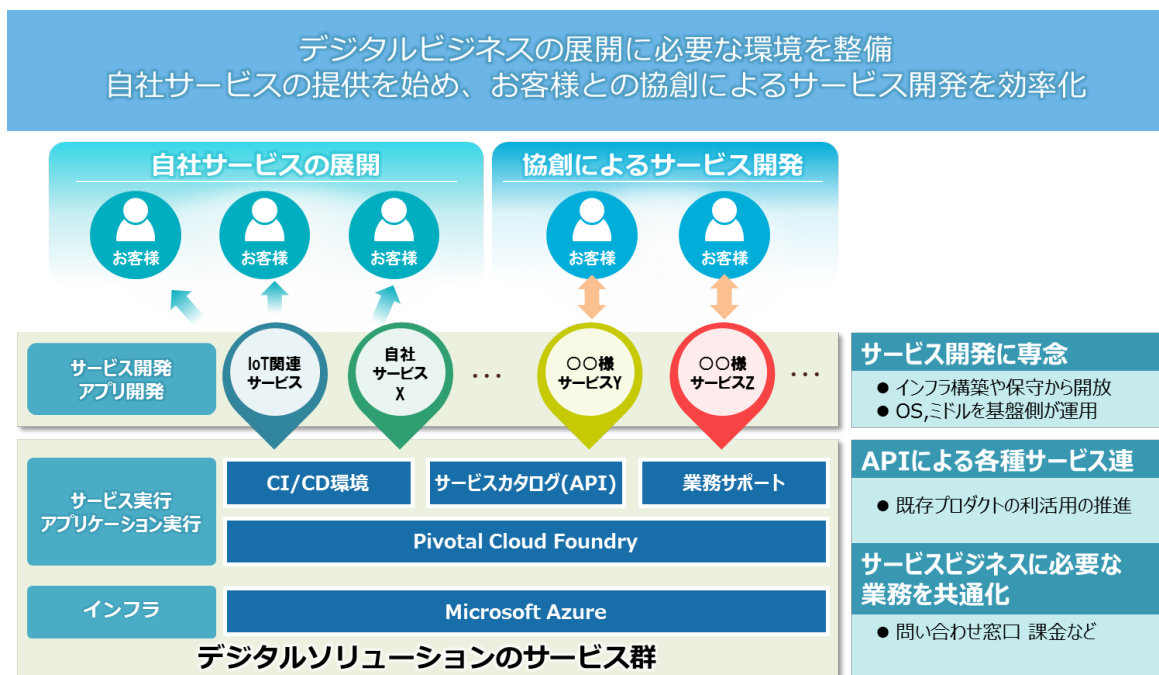 デジタルビジネスの展開に必要な環境を整備
自社サービスの提供を始め、お客様との協創によるサービス開発を効率化
自社サービスの展開
協創によるサービス開発
お客様
お客様
お客様
お客様
お客様
サービス開発
アプリ開発
IoT関連
サービス
自社
サービス
X
・・・
〇〇様
サービスY
〇〇様
サービスZ
・・・
サービス開発に専念
● インフラ構築や保守から開放
● OS,ミドルを基盤側が運用
サービス実行
アプリケーション実行
CI/CD環境
サービスカタログ(API)
業務サポート
Pivotal Cloud Foundry
APIによる各種サービス連
● 既存プロダクトの利活用の推進
サービスビジネスに必要な
業務を共通化
● 問い合わせ窓口 課金など
インフラ
Microsoft Azure
デジタルソリューションのサービス群